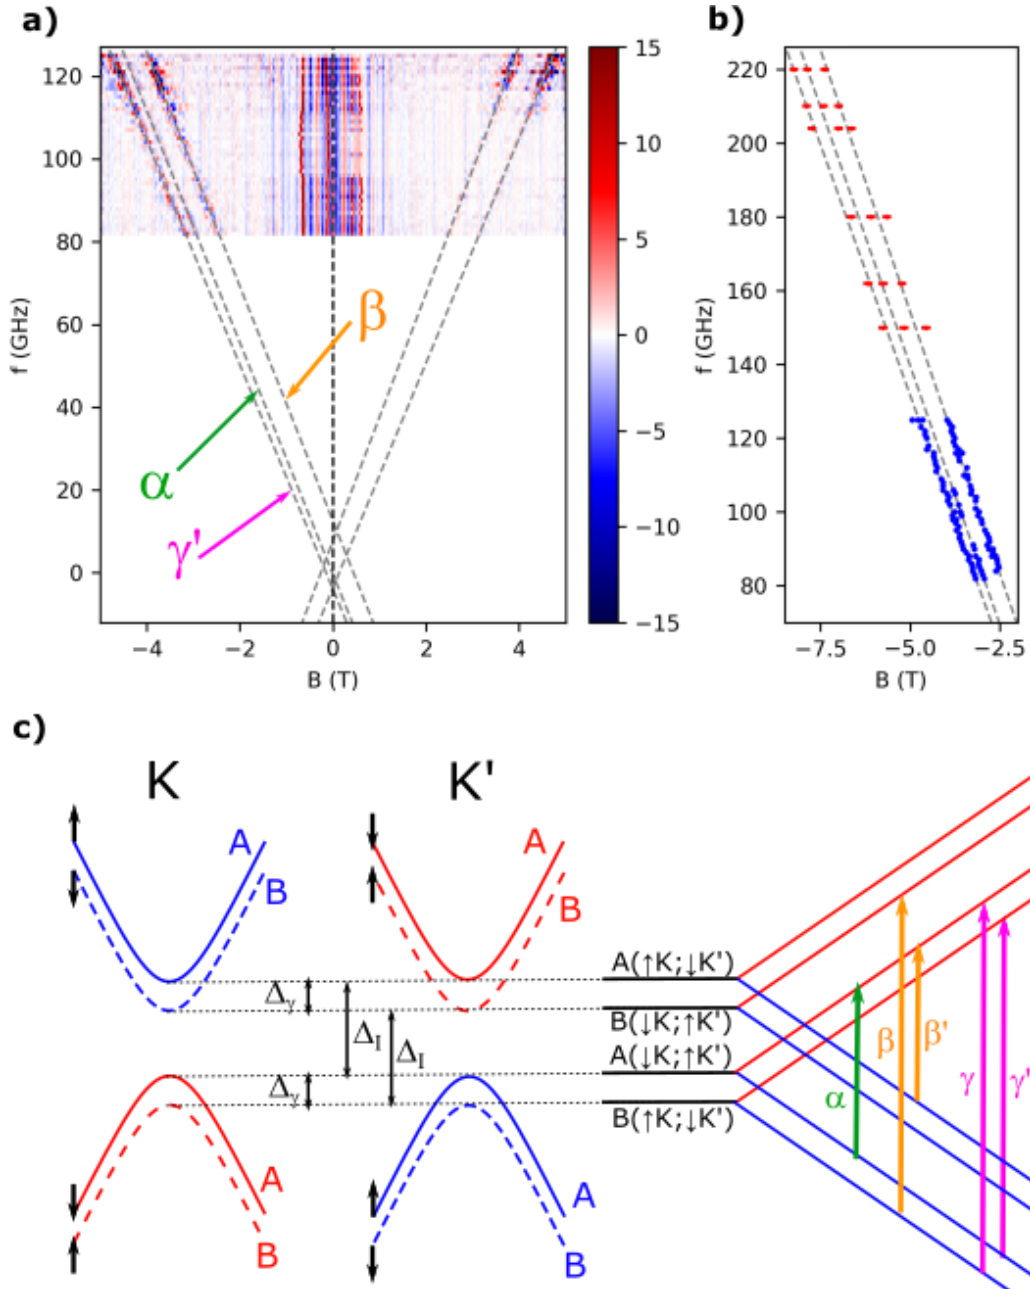 a)
b)
120
100
80
60
40
20
0
f (GHz)
−4
−2
0
2
4
B (T)
β
α
γ'
15
10
5
0
−5
−10
−15
220
200
180
160
140
120
100
80
f (GHz)
−7.5
−5.0
−2.5
B (T)
c)
K
K'
A
B
A
B
Δγ
ΔI
ΔI
Δγ
A
B
A
B
A(↑K;↓K')
B(↓K;↑K')
A(↓K;↑K')
B(↑K;↓K')
α
β
β'
γ
γ'